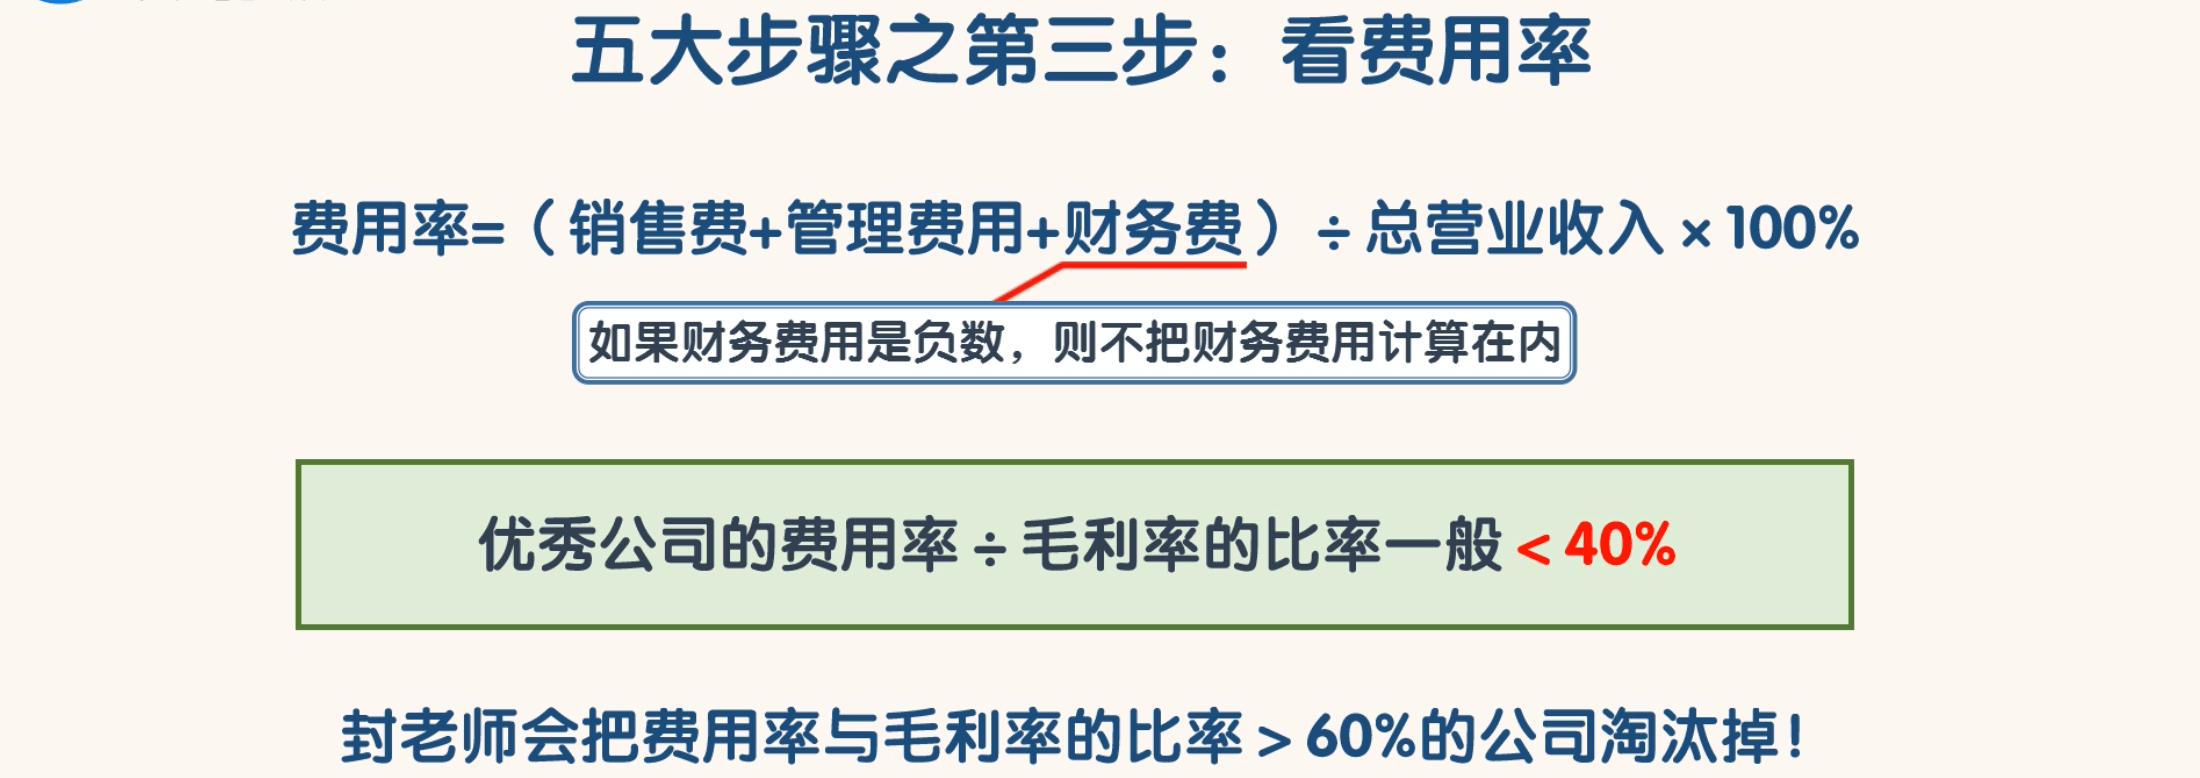 五大步骤之第三步：看费用率
费用率=（销售费+管理费用+财务费）÷总营业收入×100%
如果财务费用是负数，则不把财务费用计算在内
优秀公司的费用率÷毛利率的比率一般<40%
封老师会把费用率与毛利率的比率>60%的公司淘汰掉！